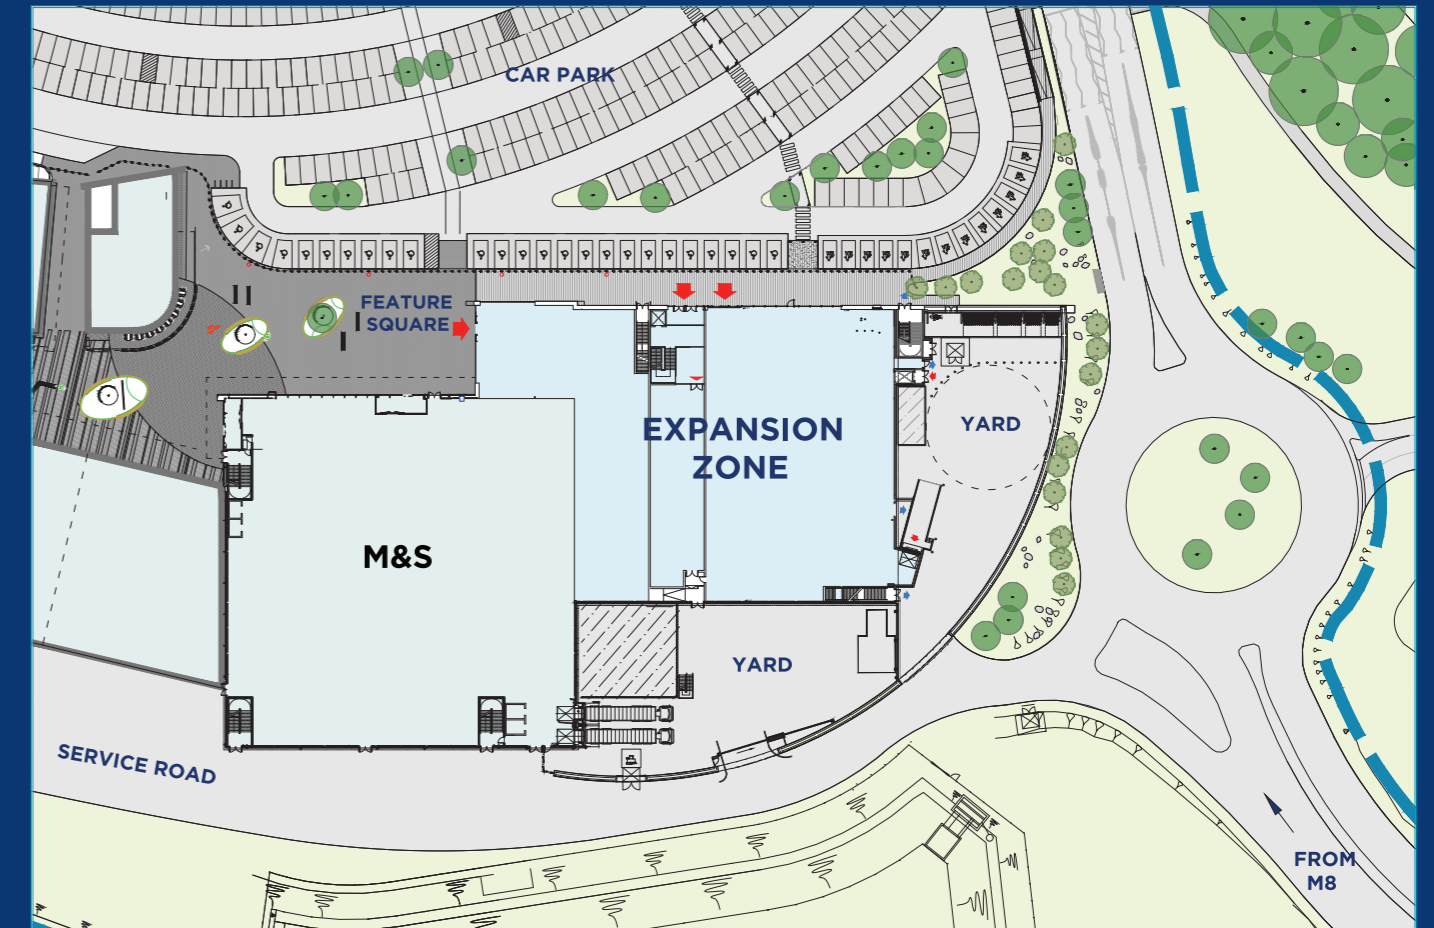 CAR PARK
FEATURE
SQUARE
EXPANSION
ZONE
YARD
M&S
YARD
SERVICE ROAD
FROM
M8